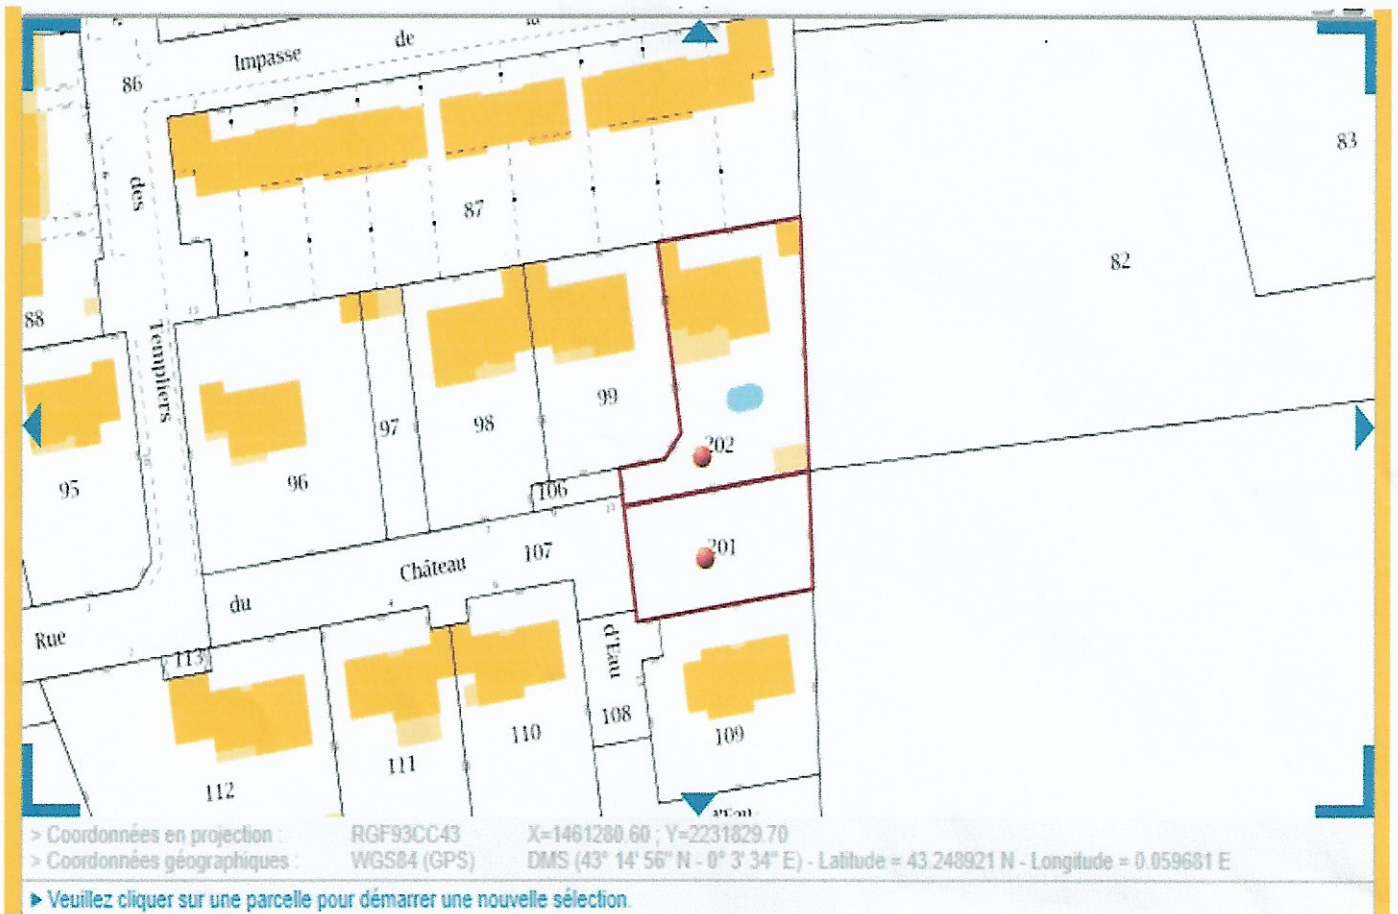 Impasse
de
la
86
des
87
83
82
88
Templiers
99
97
98
95
96
202
106
201
107
Château
du
Rue
113
d'Eau
108
109
110
111
112
d'Eau
> Coordonnées en projection : RGF93CC43 X=1461280.60 ; Y=2231829.70
> Coordonnées géographiques : WGS84 (GPS) DMS (43° 14' 56" N - 0° 3' 34" E) - Latitude = 43.248921 N - Longitude = 0.059681 E
Veuillez cliquer sur une parcelle pour démarrer une nouvelle sélection.